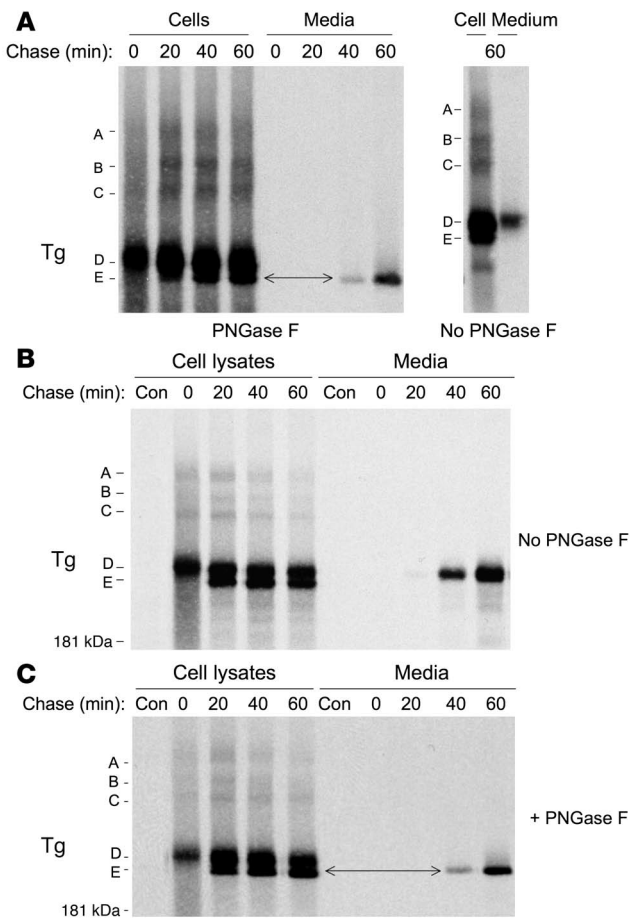 A
Cells Media
Chase (min): 0 20 40 60 0 20 40 60
A
B
C
Tg
D
E
PNGase F
Cell Medium
60
A
B
C
D
E
No PNGase F
B
Cell lysates Media
Chase (min): Con 0 20 40 60 Con 0 20 40 60
A
B
C
Tg
D
E
181 kDa
No PNGase F
C
Cell lysates Media
Chase (min): Con 0 20 40 60 Con 0 20 40 60
A
B
C
Tg
D
E
181 kDa
+ PNGase F